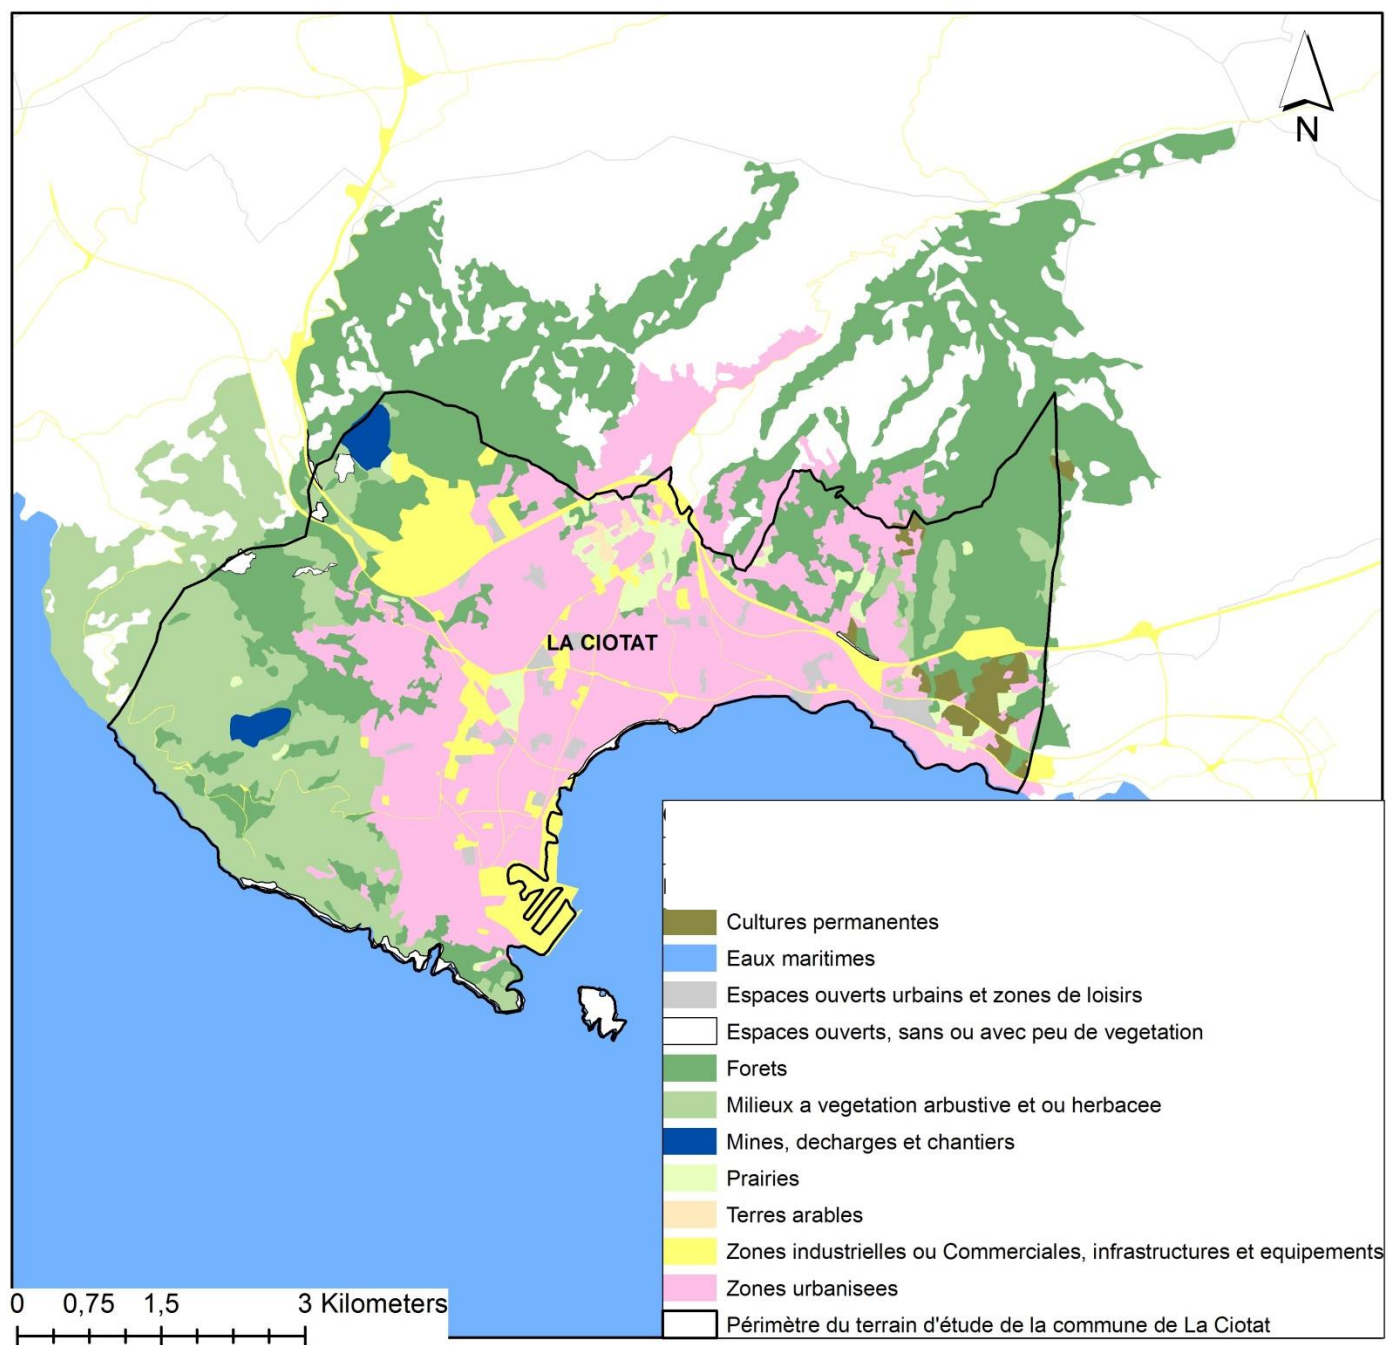 N
LA CIOTAT
Cultures permanentes
Eaux maritimes
Espaces ouverts urbains et zones de loisirs
Espaces ouverts, sans ou avec peu de vegetation
Forets
Milieux a vegetation arbustive et ou herbacee
Mines, decharges et chantiers
Prairies
Terres arables
Zones industrielles ou Commerciales, infrastructures et equipements
Zones urbanisees
Périmètre du terrain d'étude de la commune de La Ciotat
0 0,75 1,5 3 Kilometers